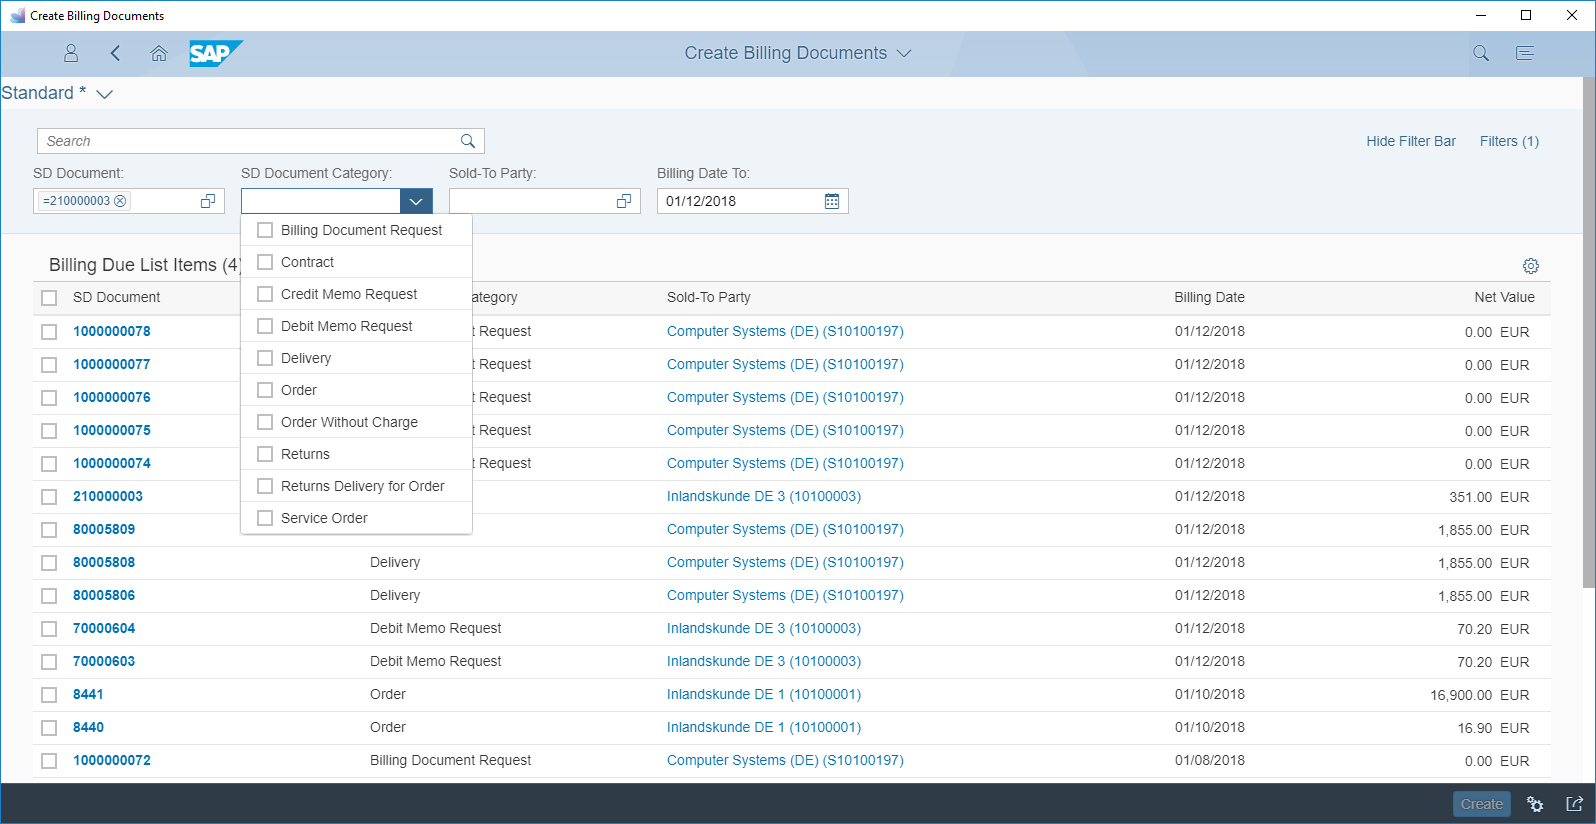 Create Billing Documents
SAP
Create Billing Documents
Standard *
Search
Hide Filter Bar
Filters (1)
SD Document:
SD Document Category:
Sold-To Party:
Billing Date To:
=210000003
01/12/2018
Billing Document Request
Contract
Credit Memo Request
Debit Memo Request
Delivery
Order
Order Without Charge
Returns
Returns Delivery for Order
Service Order
Billing Due List Items (4)
SD Document ategory Sold-To Party Billing Date Net Value
1000000078 t Request Computer Systems (DE) (S10100197) 01/12/2018 0.00 EUR
1000000077 t Request Computer Systems (DE) (S10100197) 01/12/2018 0.00 EUR
1000000076 t Request Computer Systems (DE) (S10100197) 01/12/2018 0.00 EUR
1000000075 t Request Computer Systems (DE) (S10100197) 01/12/2018 0.00 EUR
1000000074 t Request Computer Systems (DE) (S10100197) 01/12/2018 0.00 EUR
210000003 Inlandskunde DE 3 (10100003) 01/12/2018 351.00 EUR
80005809 Computer Systems (DE) (S10100197) 01/12/2018 1,855.00 EUR
80005808 Delivery Computer Systems (DE) (S10100197) 01/12/2018 1,855.00 EUR
80005806 Delivery Computer Systems (DE) (S10100197) 01/12/2018 1,855.00 EUR
70000604 Debit Memo Request Inlandskunde DE 3 (10100003) 01/12/2018 70.20 EUR
70000603 Debit Memo Request Inlandskunde DE 3 (10100003) 01/12/2018 70.20 EUR
8441 Order Inlandskunde DE 1 (10100001) 01/10/2018 16,900.00 EUR
8440 Order Inlandskunde DE 1 (10100001) 01/10/2018 16.90 EUR
1000000072 Billing Document Request Computer Systems (DE) (S10100197) 01/08/2018 0.00 EUR
Create